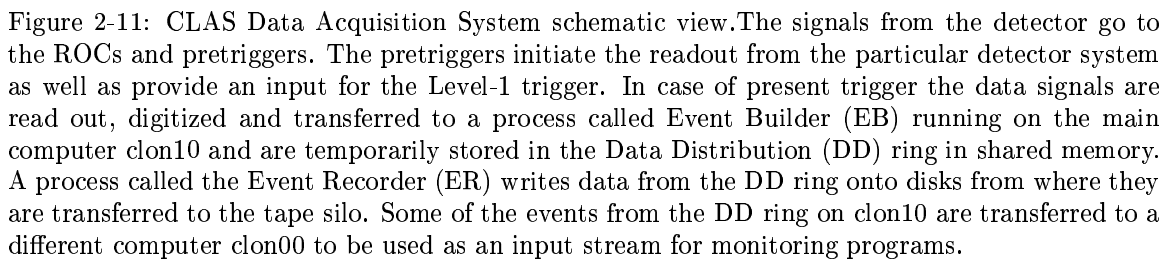 Figure 2-11: CLAS Data Acquisition System schematic view.The signals from the detector go to
the ROCs and pretriggers. The pretriggers initiate the readout from the particular detector system
as well as provide an input for the Level-1 trigger. In case of present trigger the data signals are
read out, digitized and transferred to a process called Event Builder (EB) running on the main
computer clon10 and are temporarily stored in the Data Distribution (DD) ring in shared memory.
A process called the Event Recorder (ER) writes data from the DD ring onto disks from where they
are transferred to the tape silo. Some of the events from the DD ring on clon10 are transferred to a
different computer clon00 to be used as an input stream for monitoring programs.